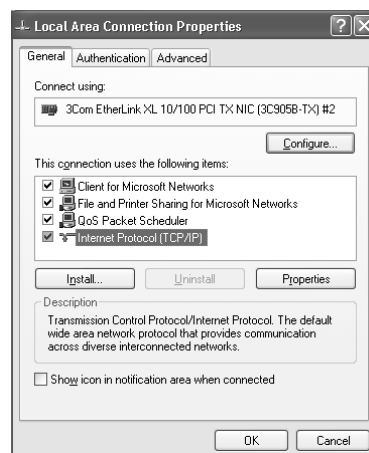 Local Area Connection Properties
General Authentication Advanced
Connect using:
3Com EtherLink XL 10/100 PCI TX NIC (3C905B-TX) #2
Configure...
This connection uses the following items:
Client for Microsoft Networks
File and Printer Sharing for Microsoft Networks
QoS Packet Scheduler
Internet Protocol (TCP/IP)
Install... Uninstall Properties
Description
Transmission Control Protocol/Internet Protocol. The default
wide area network protocol that provides communication
across diverse interconnected networks.
Show icon in notification area when connected
OK Cancel